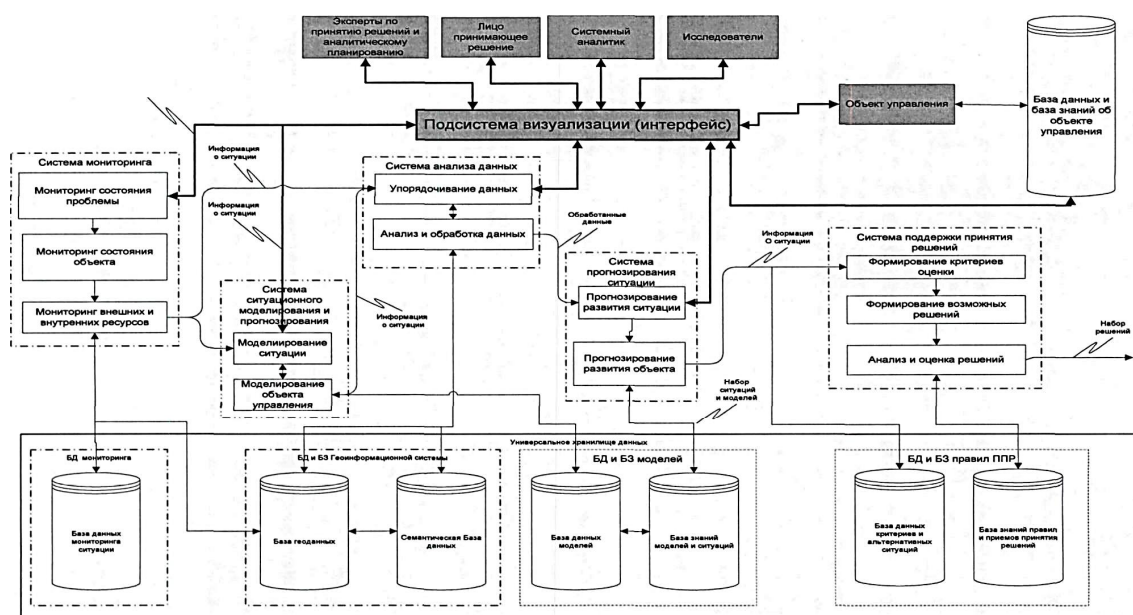 Эксперты по
принятию решений и
аналитическому
планированию
Лицо
принимающее
решение
Системный
аналитик
Исследователи
Объект управления
База данных и
база знаний об
объекте
управления
Подсистема визуализации (интерфейс)
Система мониторинга
Мониторинг состояния
проблемы
Мониторинг состояния
объекта
Мониторинг внешних и
внутренних ресурсов
Информация
о ситуации
Информация
о ситуации
Система
ситуационного
моделирования и
прогнозирования
Моделиирование
ситуации
Моделирование
объекта
управления
Система анализа данных
Упорядочивание данных
Анализ и обработка данных
Информация
о ситуации
Обработанные
данные
Система
прогнозирования
ситуации
Прогнозирование
развития ситуации
Прогнозирование
развития объекта
Набор
ситуаций
и моделей
Информация
О ситуации
Система поддержки принятия
решений
Формирование критериев
оценки
Формирование возможных
решений
Анализ и оценка решений
Набор
решений
Универсальное хранилище данных
БД мониторинга
База данных
мониторинга
ситуации
БД и БЗ Геоинформационной системы
База геоданных
Семантическая База
данных
БД и БЗ моделей
База данных
моделей
База знаний
моделей и ситуаций
БД и БЗ правил ППР
База данных
критериев и
альтернативных
ситуаций
База знаний правил
и приемов принятия
решений